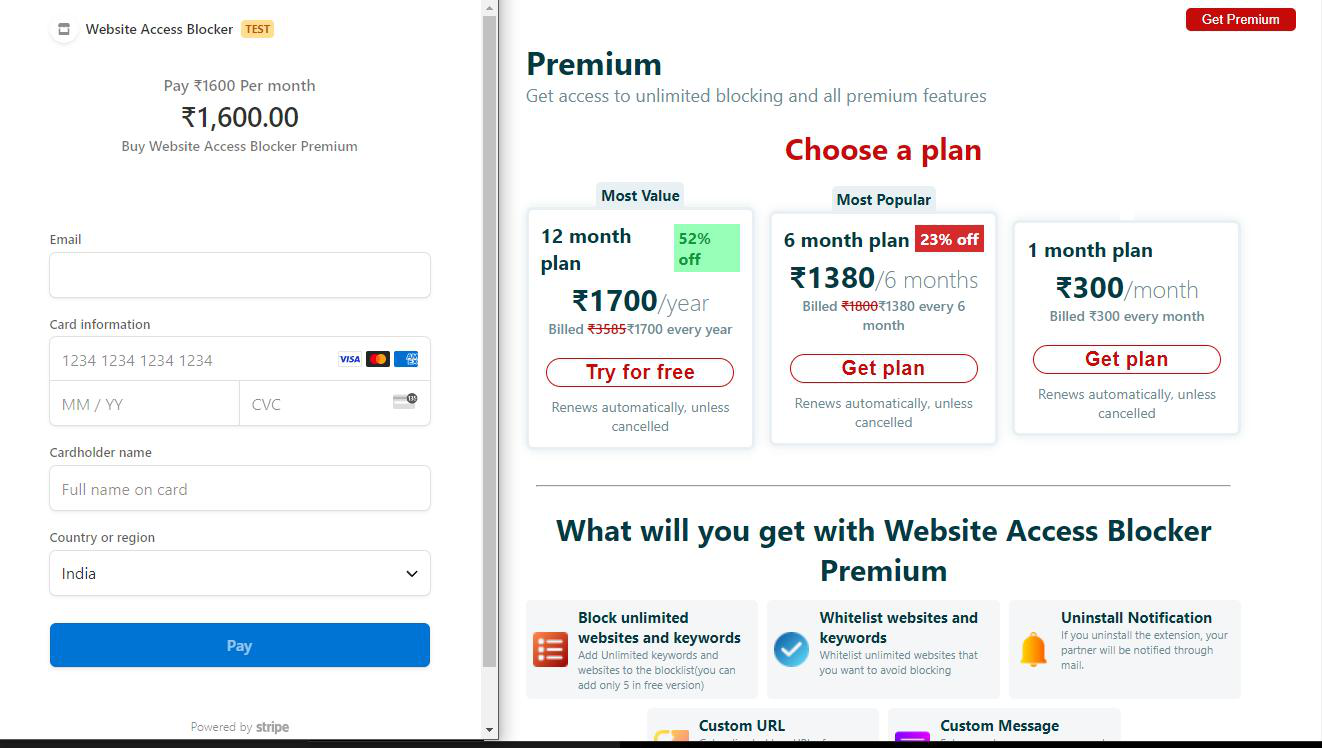 Website Access Blocker TEST
Pay ₹1600 Per month
₹1,600.00
Buy Website Access Blocker Premium
Email
Card information
1234 1234 1234 1234 VISA
MM / YY CVC 135
Cardholder name
Full name on card
Country or region
India
Pay
Powered by stripe
Get Premium
Premium
Get access to unlimited blocking and all premium features
Choose a plan
Most Value
12 month
plan
52%
off
₹1700/year
Billed ₹3585₹1700 every year
Try for free
Renews automatically, unless
cancelled
Most Popular
6 month plan 23% off
₹1380/6 months
Billed ₹1800₹1380 every 6
month
Get plan
Renews automatically, unless
cancelled
1 month plan
₹300/month
Billed ₹300 every month
Get plan
Renews automatically, unless
cancelled
What will you get with Website Access Blocker
Premium
Block unlimited
websites and keywords
Add Unlimited keywords and
websites to the blocklist(you can
add only 5 in free version)
Whitelist websites and
keywords
Whitelist unlimited websites that
you want to avoid blocking
Uninstall Notification
If you uninstall the extension, your
partner will be notified through
mail.
Custom URL
Custom Message